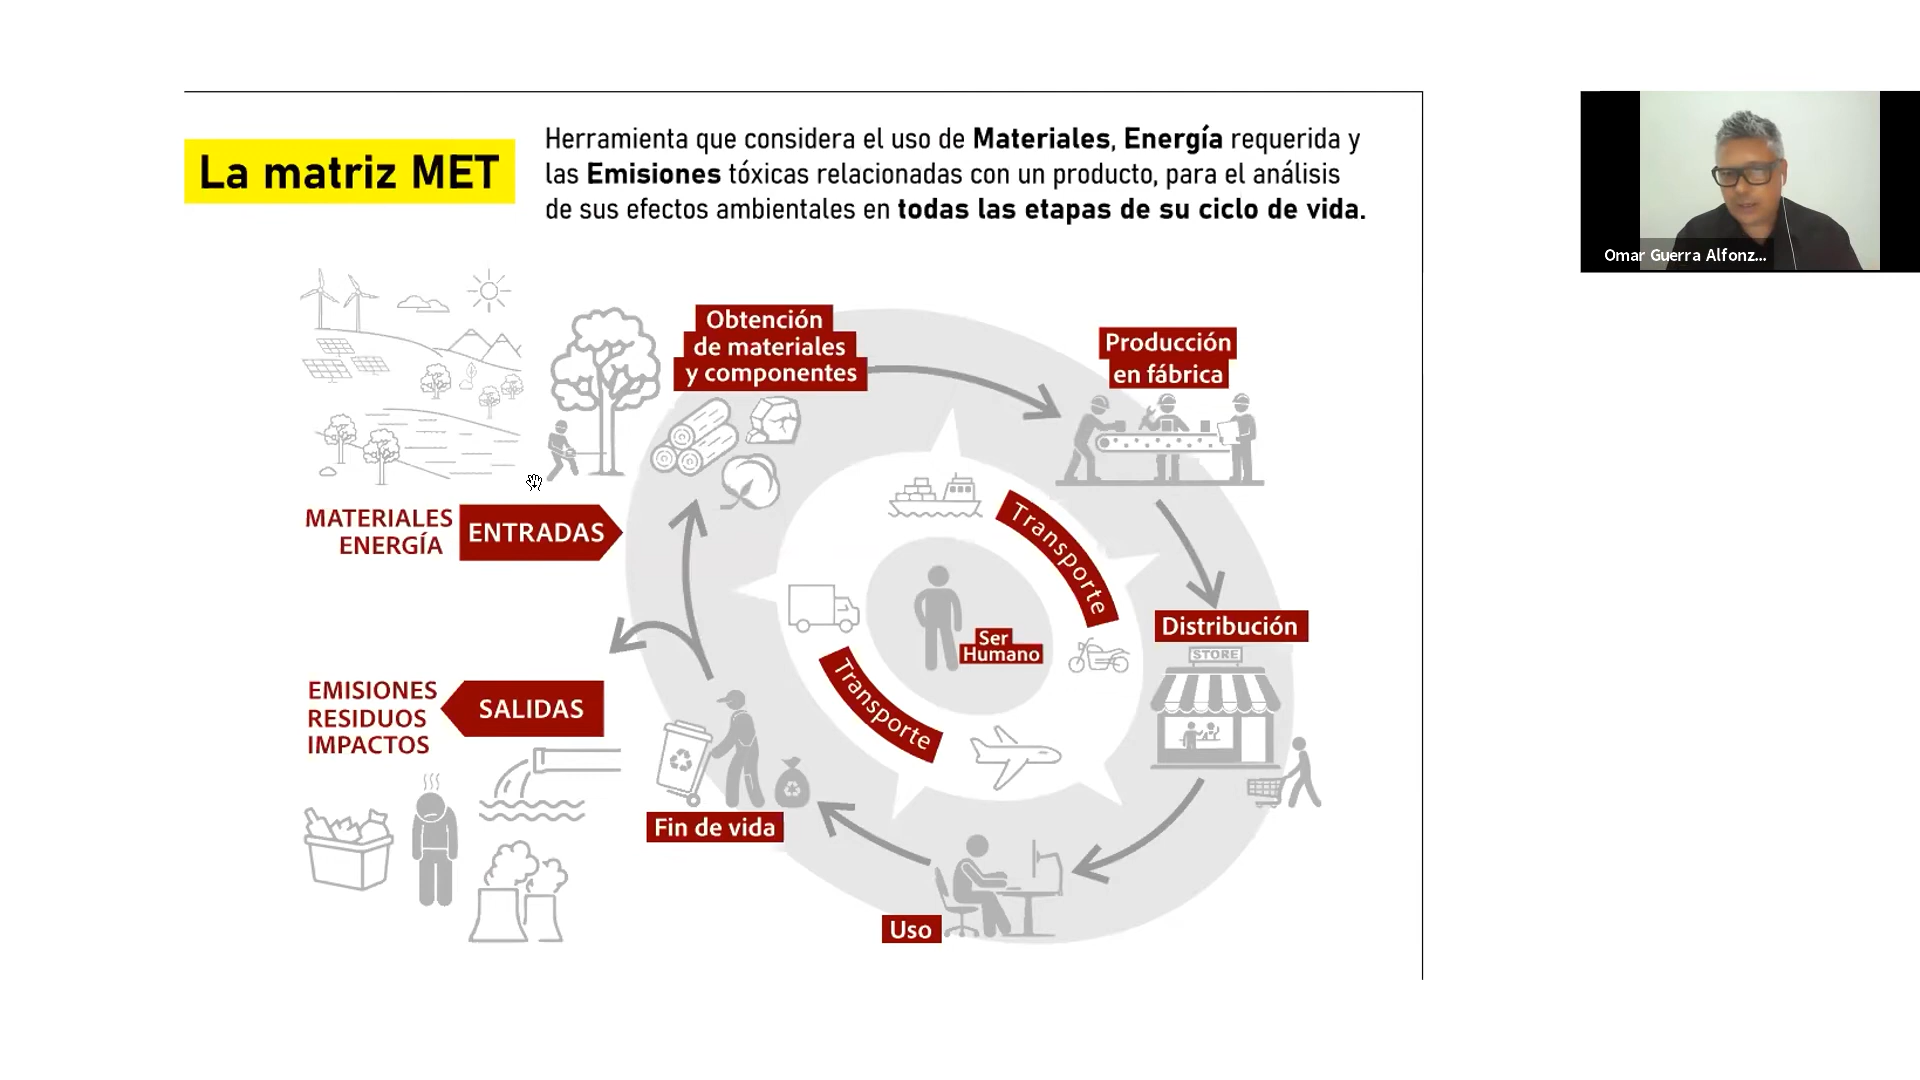 La matriz MET
Herramienta que considera el uso de Materiales, Energía requerida y
las Emisiones tóxicas relacionadas con un producto, para el análisis
de sus efectos ambientales en todas las etapas de su ciclo de vida.
Omar Guerra Alfonz...
Obtención
de materiales
y componentes
Producción
en fábrica
MATERIALES
ENERGÍA
ENTRADAS
Transporte
Distribución
STORE
Ser
Humano
Transporte
EMISIONES
RESIDUOS
IMPACTOS
SALIDAS
Fin de vida
Uso